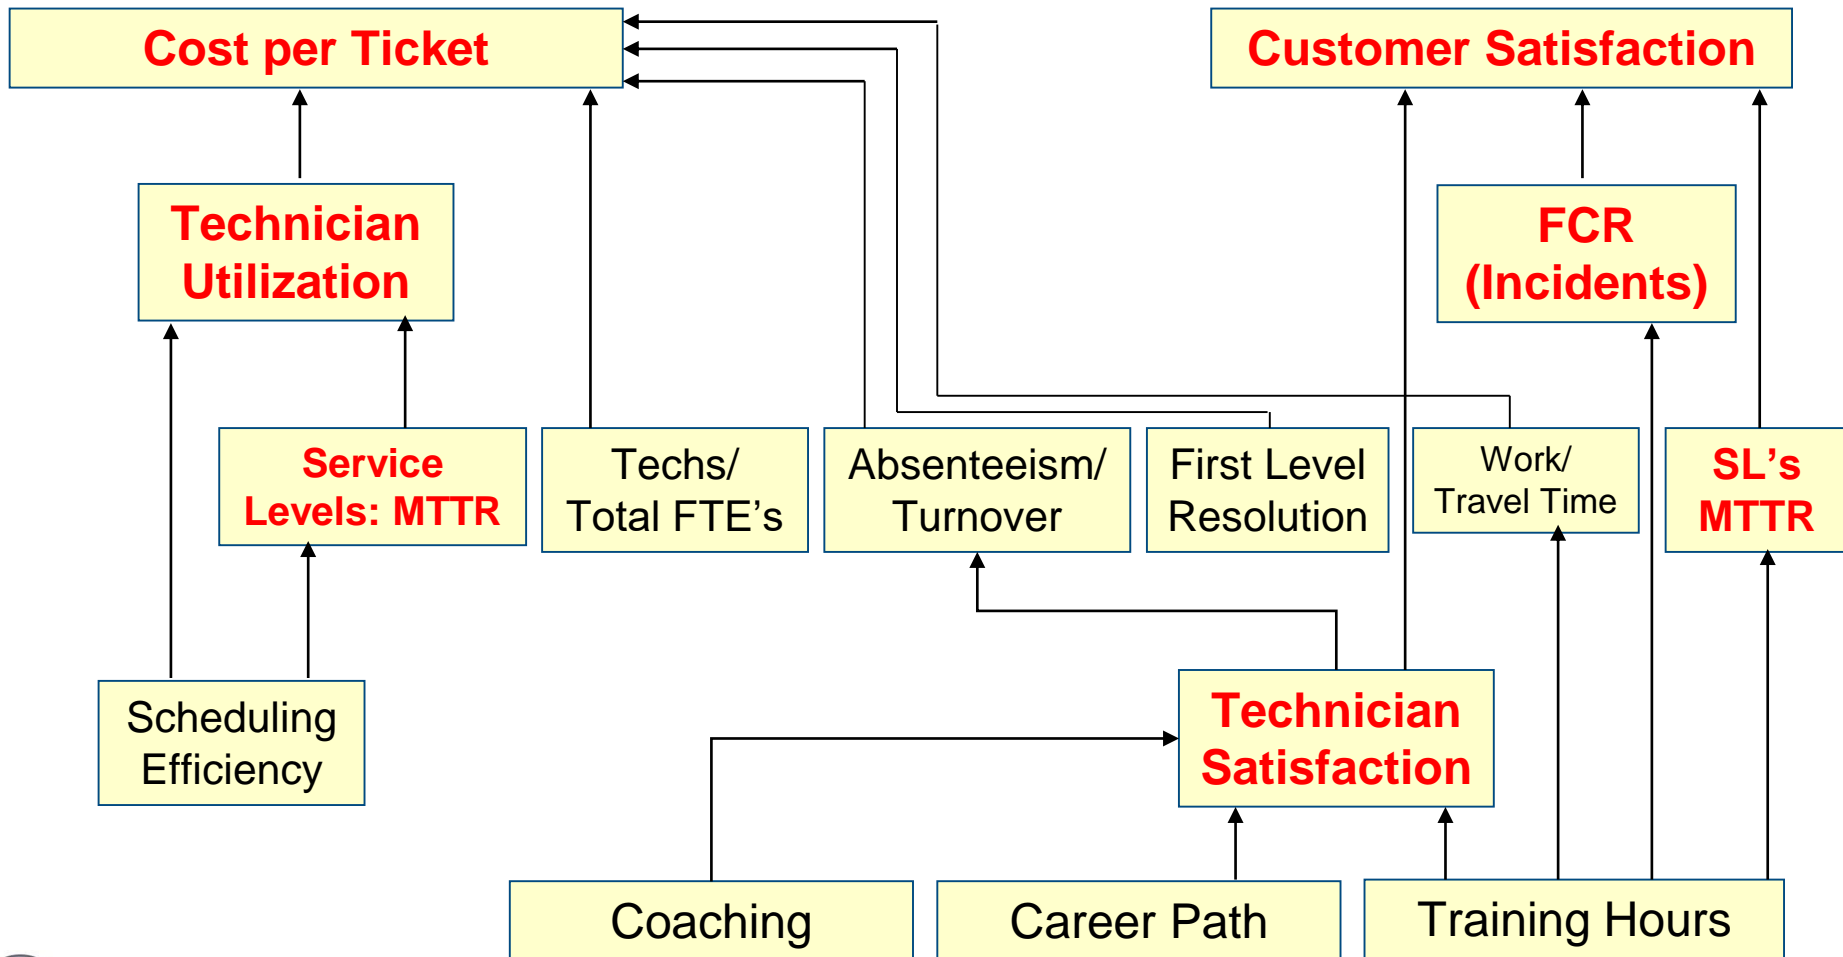 Cost per Ticket
Customer Satisfaction
Technician
Utilization
FCR
(Incidents)
Service
Levels: MTTR
Techs/
Total FTE's
Absenteeism/
Turnover
First Level
Resolution
Work/
Travel Time
SL’s
MTTR
Scheduling
Efficiency
Technician
Satisfaction
Coaching
Career Path
Training Hours